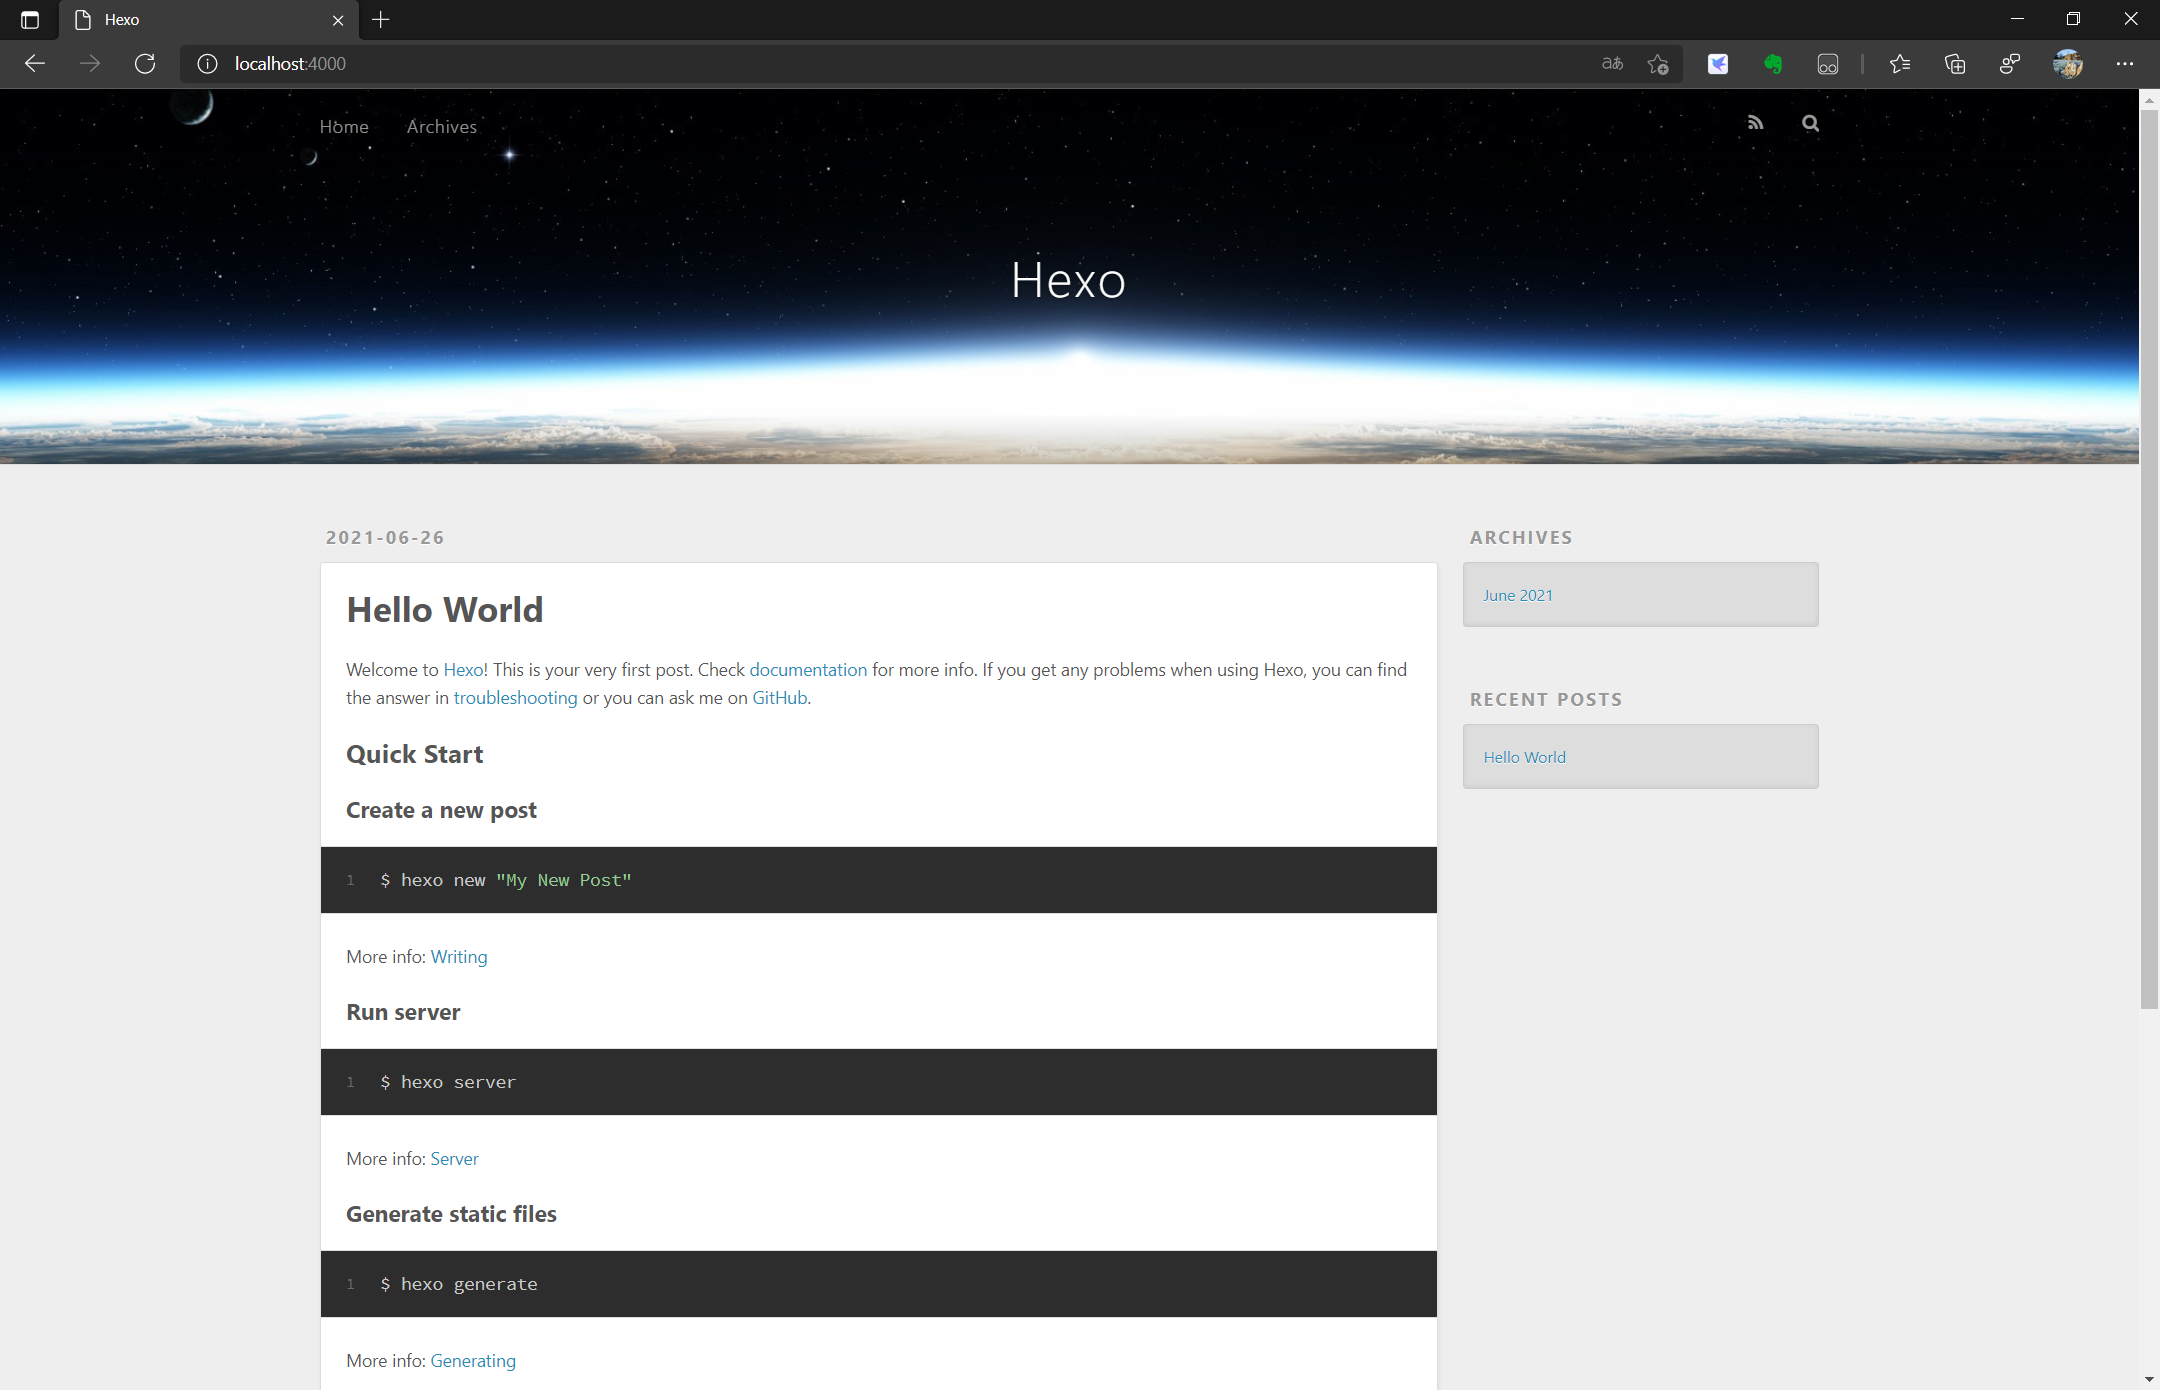 Hexo
localhost:4000
aあ
Home Archives
Hexo
2021-06-26
Hello World
Welcome to Hexo! This is your very first post. Check documentation for more info. If you get any problems when using Hexo, you can find
the answer in troubleshooting or you can ask me on GitHub.
Quick Start
Create a new post
1 $ hexo new "My New Post"
More info: Writing
Run server
1 $ hexo server
More info: Server
Generate static files
1 $ hexo generate
More info: Generating
ARCHIVES
June 2021
RECENT POSTS
Hello World